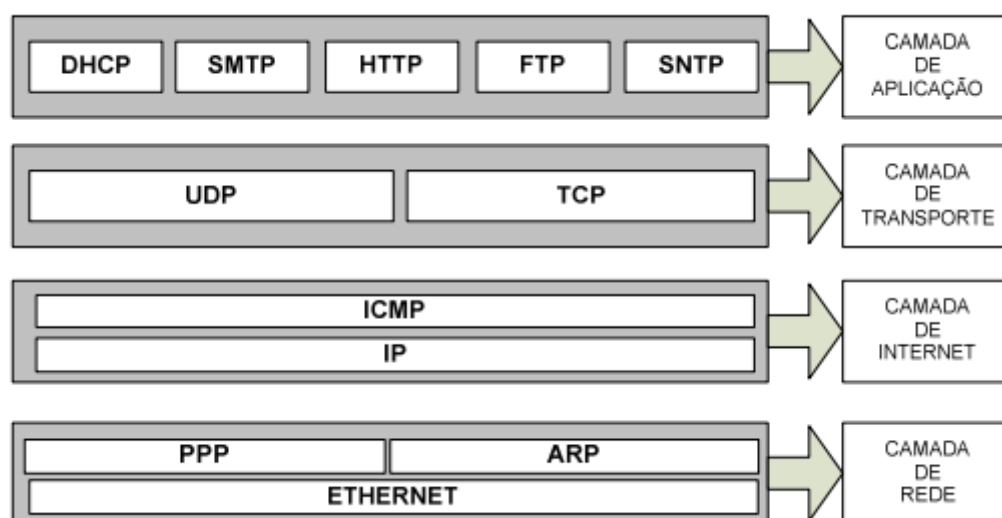 DHCP SMTP HTTP FTP SNTP
CAMADA
DE
APLICAÇÃO
UDP TCP
CAMADA
DE
TRANSPORTE
ICMP
IP
CAMADA
DE
INTERNET
PPP ARP
ETHERNET
CAMADA
DE
REDE